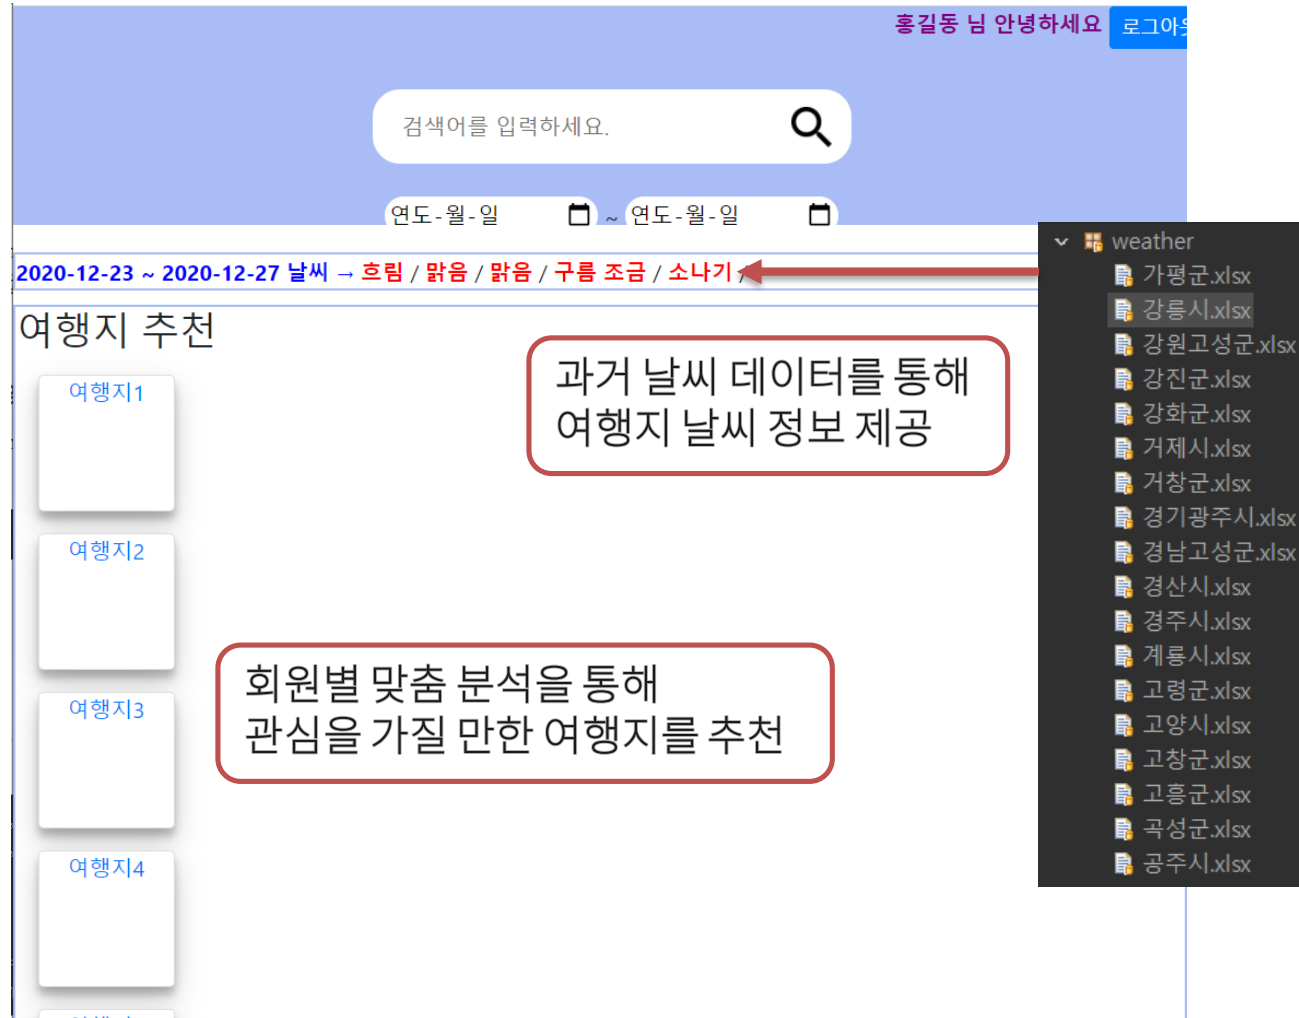 홍길동 님 안녕하세요 로그아웃
검색어를 입력하세요.
연도-월-일 ~ 연도-월-일
2020-12-23 ~ 2020-12-27 날씨 → 흐림 / 맑음 / 맑음 / 구름 조금 / 소나기 /
여행지 추천
여행지1
과거 날씨 데이터를 통해
여행지 날씨 정보 제공
여행지2
회원별 맞춤 분석을 통해
관심을 가질 만한 여행지를 추천
여행지3
여행지4
weather
가평군.xlsx
강릉시.xlsx
강원고성군.xlsx
강진군.xlsx
강화군.xlsx
거제시.xlsx
거창군.xlsx
경기광주시.xlsx
경남고성군.xlsx
경산시.xlsx
경주시.xlsx
계룡시.xlsx
고령군.xlsx
고양시.xlsx
고창군.xlsx
고흥군.xlsx
곡성군.xlsx
공주시.xlsx